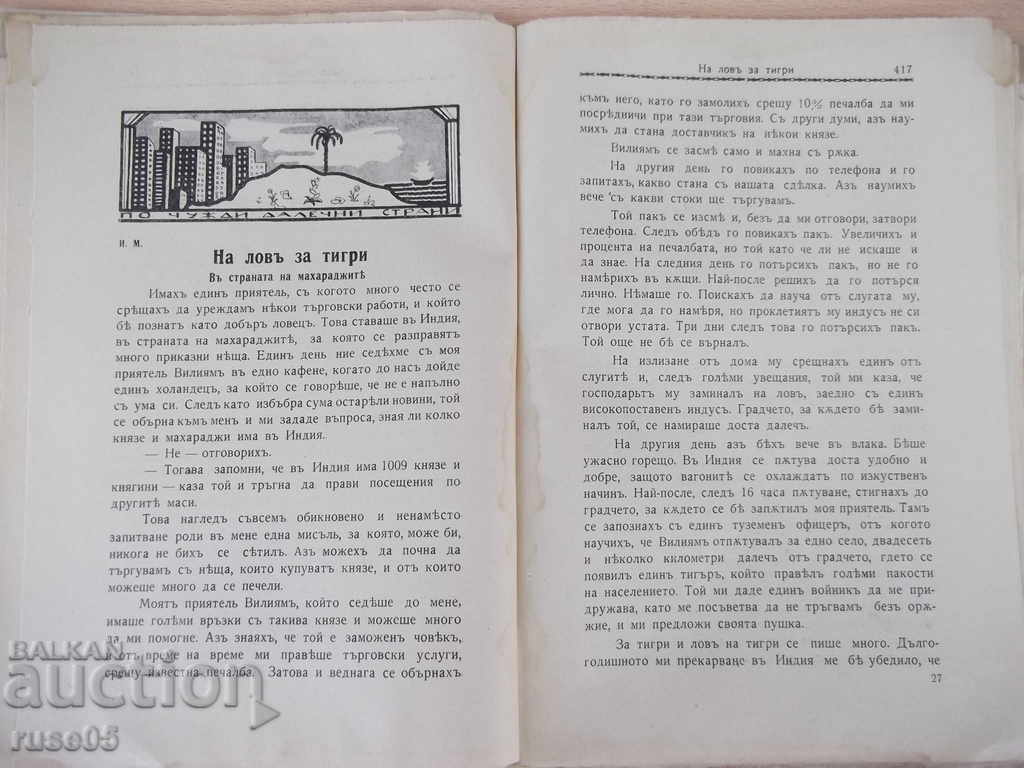 ПО ЧУЖДИ ДАЛЕЧНИ СТРАНИ
И. М.
На ловъ за тигри
Въ страната на махараджитѣ
Имахъ единъ приятель, съ когото много често се
срѣщахъ да уреждамъ нѣкои търговски работи, и който
бѣ познатъ като добъръ ловецъ. Това ставаше въ Индия,
въ страната на махараджитѣ, за която се разправятъ
много приказни нѣща. Единъ день ние седѣхме съ моя
приятель Вилиямъ въ едно кафене, когато до насъ дойде
единъ холандецъ, за който се говорѣше, че не е напълно
съ ума си. Следъ като избъбра сума остарѣли новини, той
се обърна къмъ менъ и ми зададе въпроса, зная ли колко
князе и махараджи има въ Индия.
— Не — отговорихъ.
— Тогава запомни, че въ Индия има 1009 князе и
княгини — каза той и тръгна да прави посещения по
другитѣ маси.
Това нагледъ съвсемъ обикновено и ненамѣсто
запитване роди въ мене една мисъль, за която, може би,
никога не бихъ се сѣтилъ. Азъ можехъ да почна да
търгувамъ съ нѣща, които купуватъ князе, и отъ които
можеше много да се печели.
Моятъ приятель Вилиямъ, който седѣше до мене,
имаше голѣми връзки съ такива князе и можеше много
да ми помогне. Азъ знаяхъ, че той е заможенъ човѣкъ,
и отъ време на време ми правѣше търговски услуги,
срещу известна печалба. Затова и веднага се обърнахъ
На ловъ за тигри 417
къмъ него, като го замолихъ срещу 10% печалба да ми
посрѣдничи при тази търговия. Съ други думи, азъ нау-
михъ да стана доставчикъ на нѣкои князе.
Вилиямъ се засмѣ само и махна съ рѫка.
На другия день го повикахъ по телефона и го
запитахъ, какво стана съ нашата сдѣлка. Азъ наумихъ
вече съ какви стоки ще търгувамъ.
Той пакъ се изсмѣ и, безъ да ми отговори, затвори
телефона. Следъ обѣдъ го повикахъ пакъ. Увеличихъ и
процента на печалбата, но той като че ли не искаше и
да знае. На следния день го потърсихъ пакъ, но не го
намѣрихъ въ кѫщи. Най-после решихъ да го потърся
лично. Нѣмаше го. Поискахъ да науча отъ слугата му,
где мога да го намѣря, но проклетиятъ му индусъ не си
отвори устата. Три дни следъ това го потърсихъ пакъ.
Той още не бѣ се върналъ.
На излизане отъ дома му срещнахъ единъ отъ
слугитѣ и, следъ голѣми увещания, той ми каза, че
господарьтъ му заминалъ на ловъ, заедно съ единъ
високопоставенъ индусъ. Градчето, за кѫдето бѣ зами-
налъ той, се намираше доста далечъ.
На другия день азъ бѣхъ вече въ влака. Бѣше
ужасно горещо. Въ Индия се пѫтува доста удобно и
добре, защото вагонитѣ се охлаждатъ по изкуственъ
начинъ. Най-после, следъ 16 часа пѫтуване, стигнахъ до
градчето, за кѫдето се бѣ запѫтилъ моя приятель. Тамъ
се запознахъ съ единъ туземенъ офицеръ, отъ когото
научихъ, че Вилиямъ отпѫтувалъ за едно село, двадесеть
и нѣколко километри далечъ отъ градчето, гдето се
появилъ единъ тигъръ, който правѣлъ голѣми пакости
на населението. Той ми даде единъ войникъ да ме при-
дружава, като ме посъветва да не тръгвамъ безъ орѫ-
жие, и ми предложи своята пушка.
За тигри и ловъ на тигри се пише много. Дълго-
годишното ми прекарване въ Индия ме бѣ убедило, че
27
BALKAN
auction
ruse05